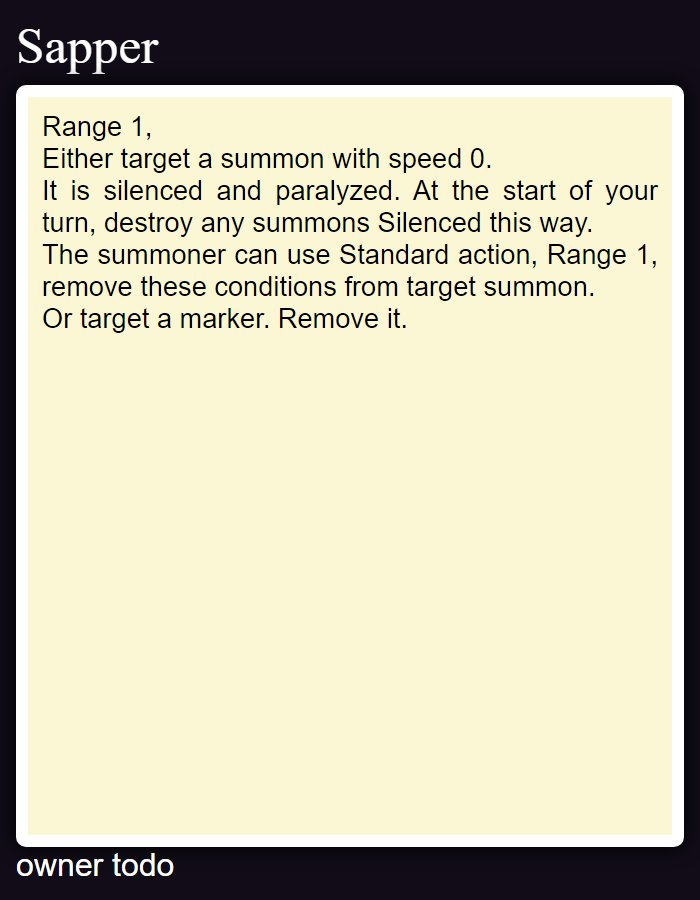 Sapper
Range 1,
Either target a summon with speed 0.
It is silenced and paralyzed. At the start of your
turn, destroy any summons Silenced this way.
The summoner can use Standard action, Range 1,
remove these conditions from target summon.
Or target a marker. Remove it.
owner todo